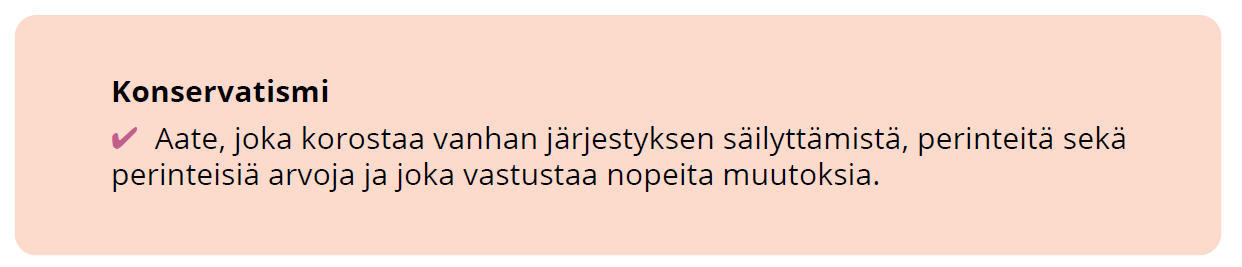 Konservatismi
✔ Aate, joka korostaa vanhan järjestyksen säilyttämistä, perinteitä sekä
perinteisiä arvoja ja joka vastustaa nopeita muutoksia.